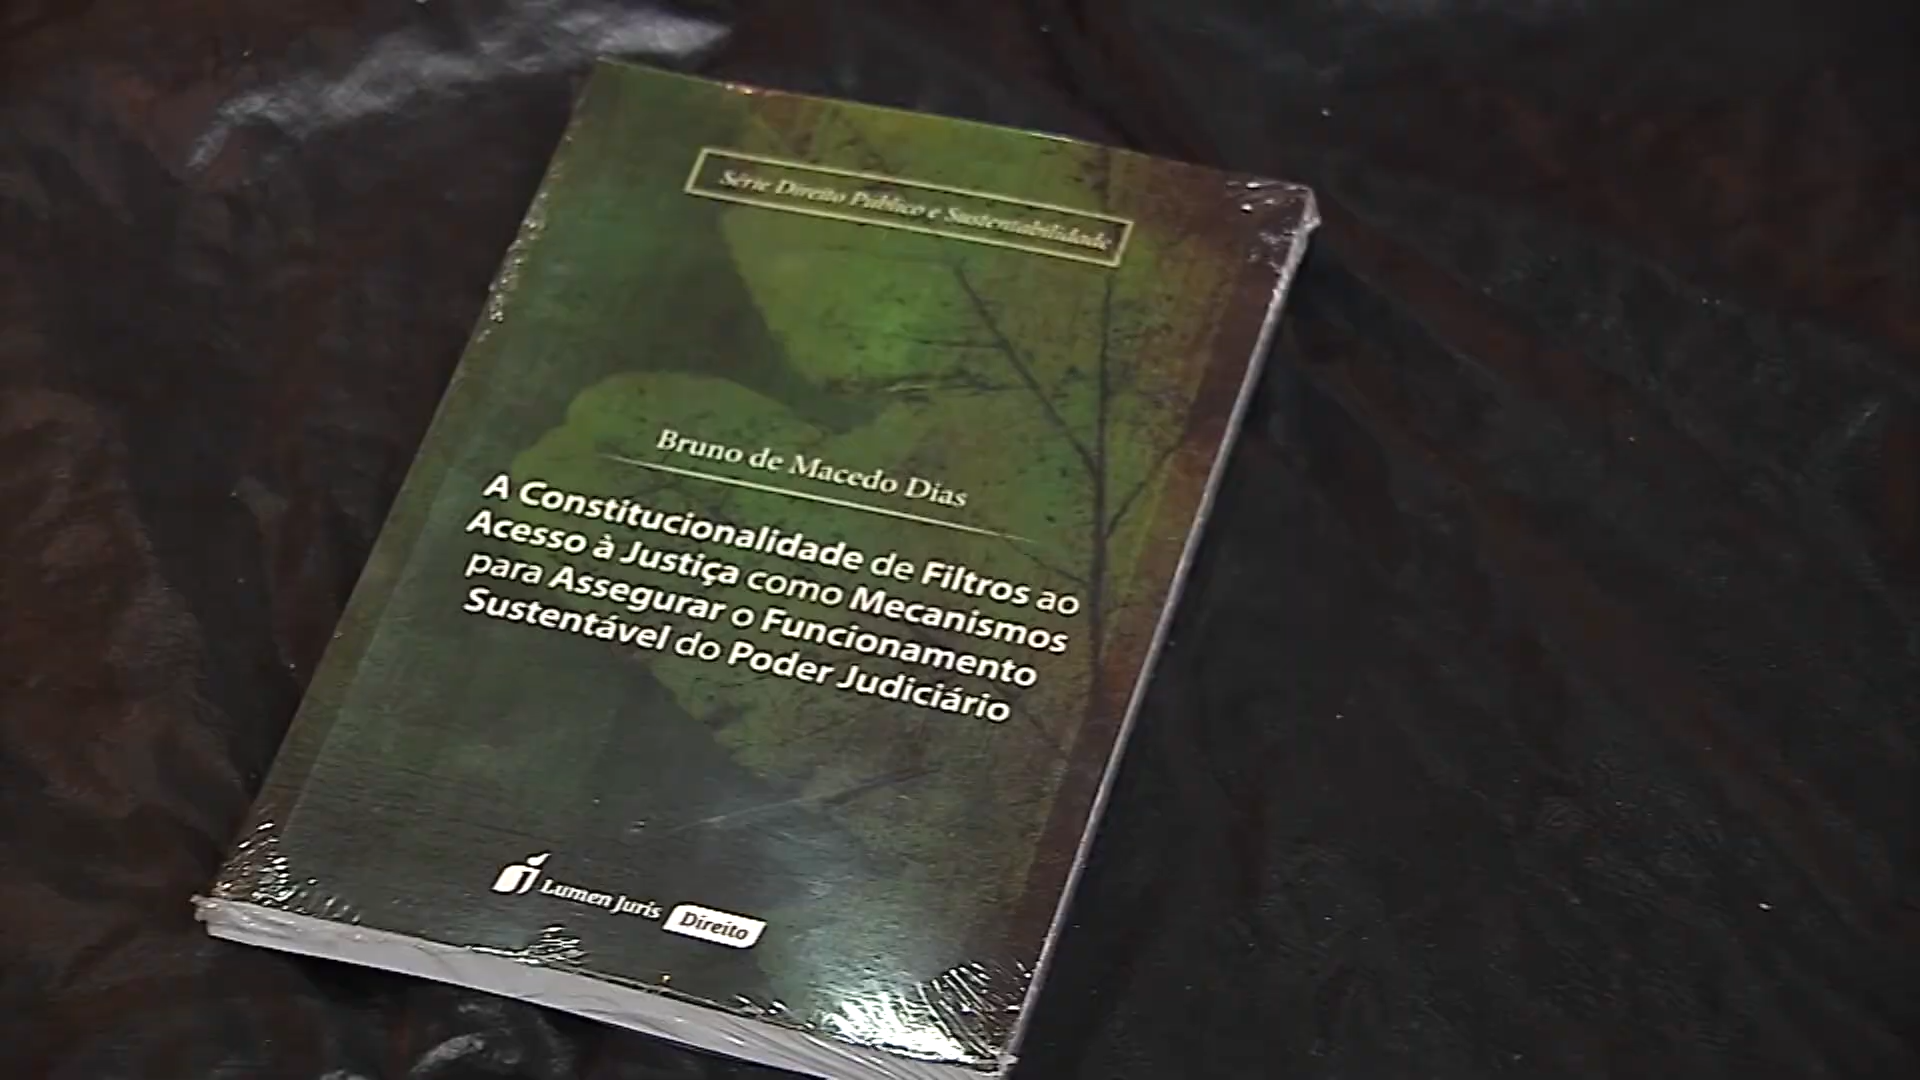 Série Direito Público e Sustentabilidade
Bruno de Macedo Dias
A Constitucionalidade de Filtros ao
Acesso à Justiça como Mecanismos
para Assegurar o Funcionamento
Sustentável do Poder Judiciário
Lumen Juris Direito